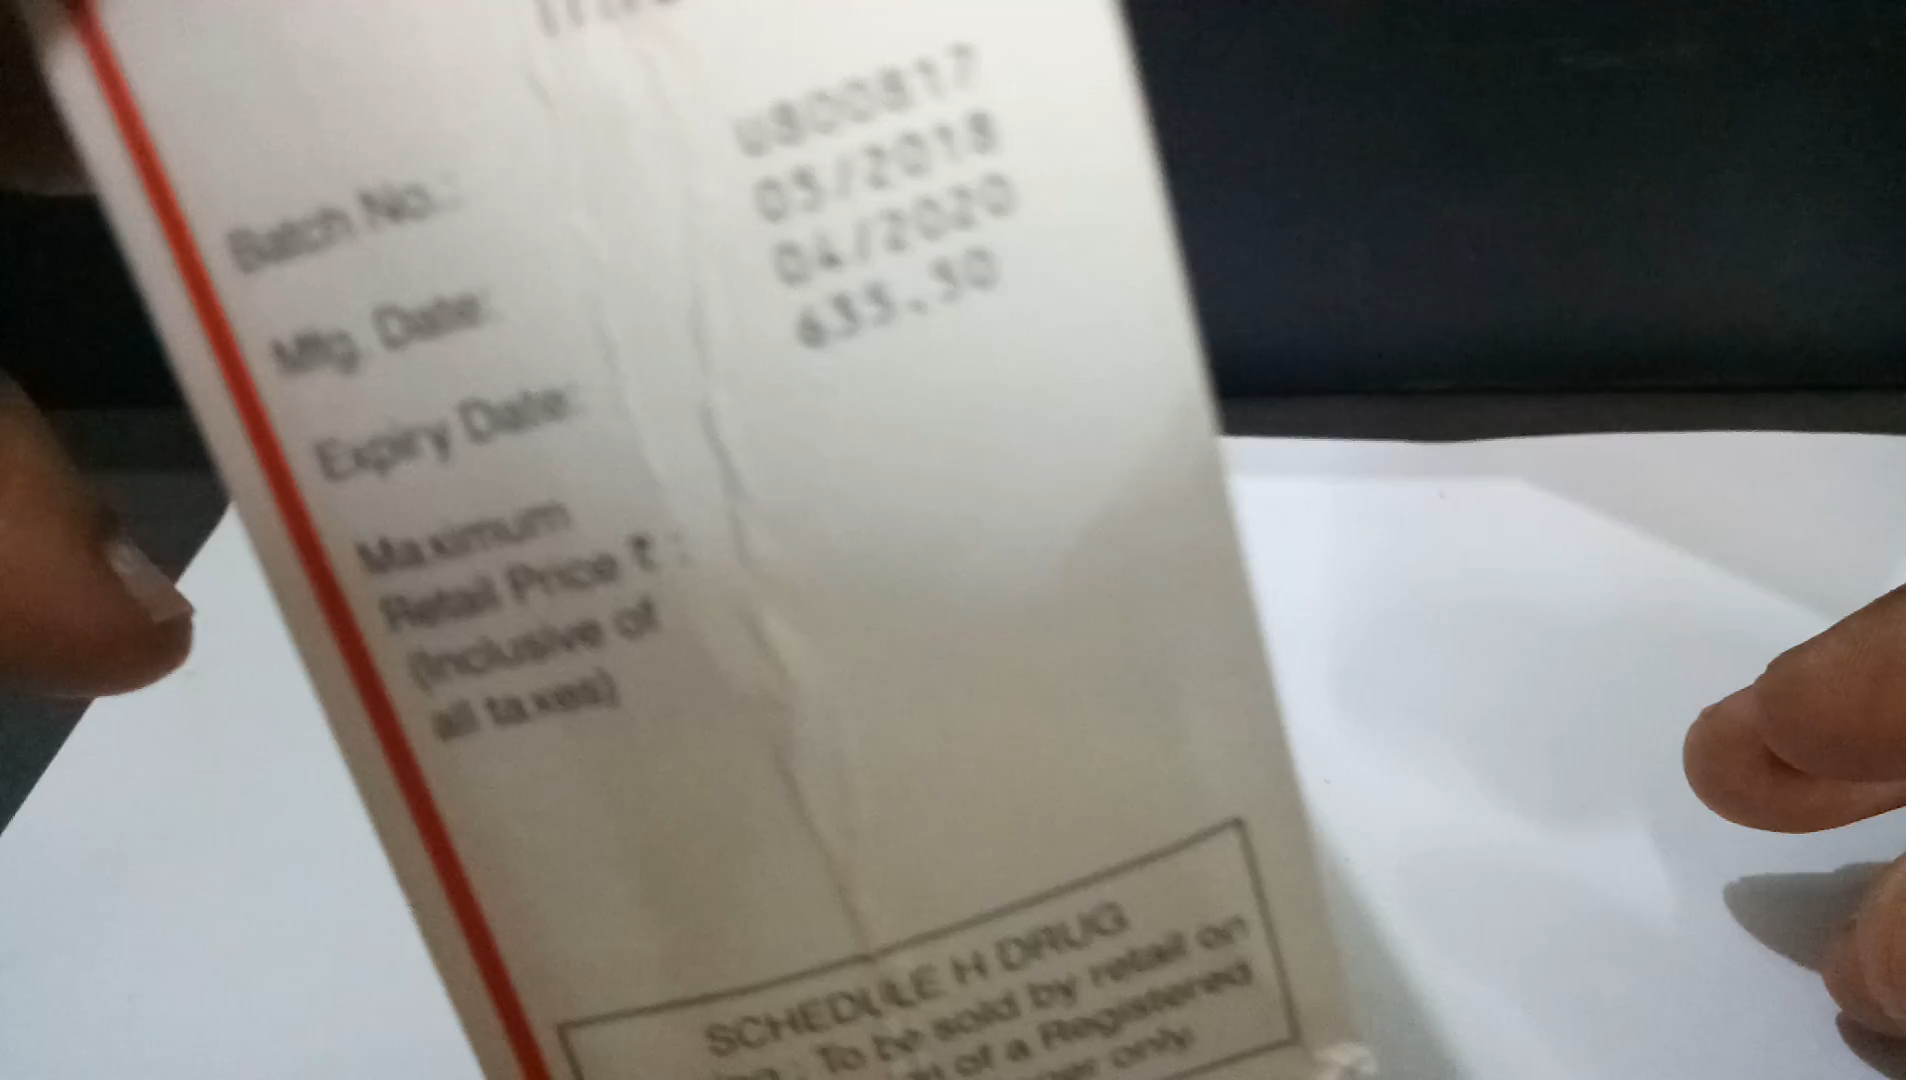 U800817
05/2018
04/2020
635.50
Batch No.:
Mfg. Date:
Expiry Date:
Maximum
Retail Price ₹ :
(Inclusive of
all taxes)
SCHEDULE H DRUG
To be sold by retail on
of a Registered
only.